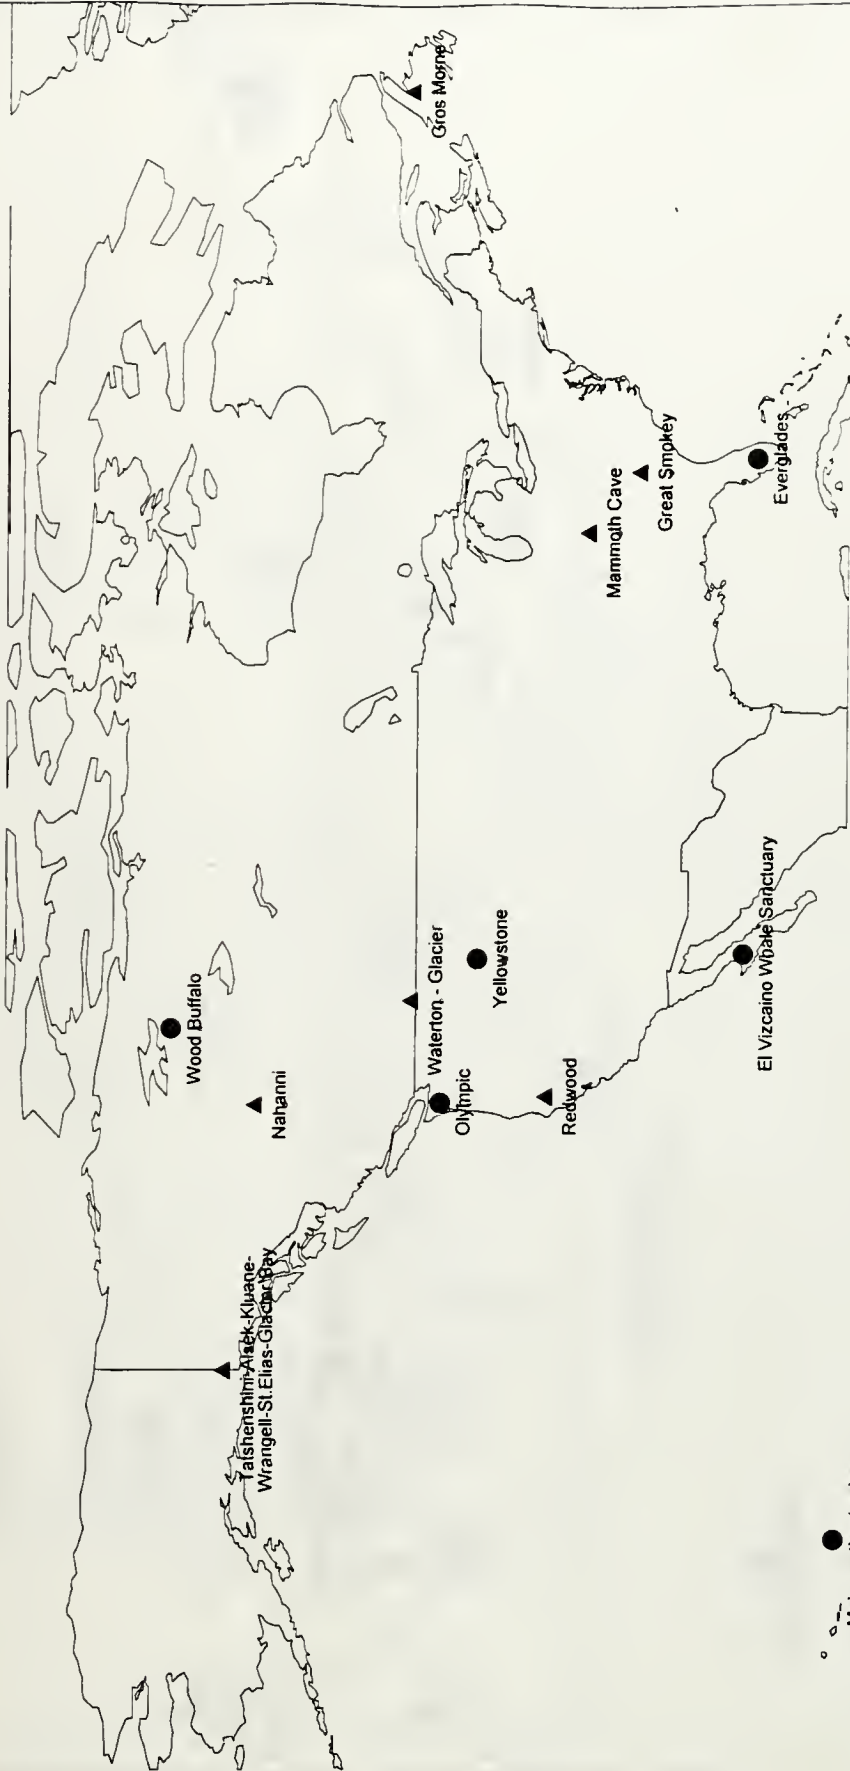 Gros Morne
Great Smokey
Mammoth Cave
Everglades
Wood Buffalo
Nahanni
Waterton - Glacier
Yellowstone
Olympic
Redwood
El Vizcaino Whale Sanctuary
Tatshenshini-Alsek-Kluane-
Wrangell-St.Elias-Glacier Bay